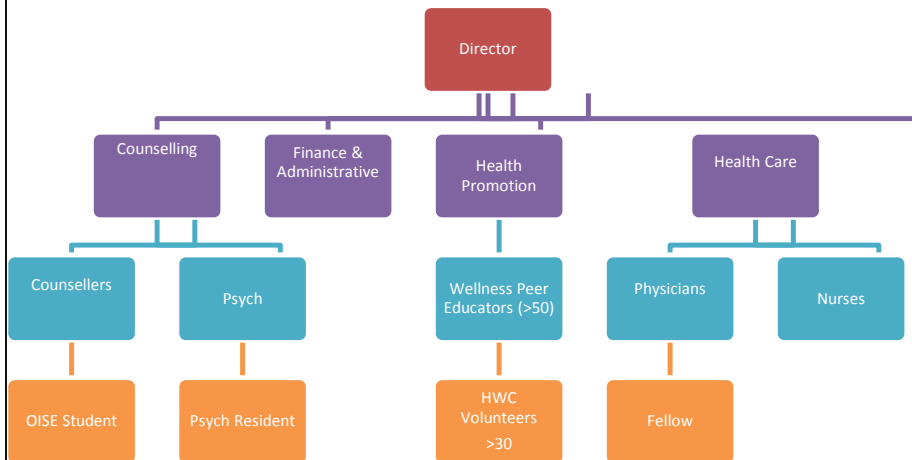 Director
Counselling
Finance &
Administrative
Health
Promotion
Health Care
Counsellers
Psych
Wellness Peer
Educators (>50)
Physicians
Nurses
OISE Student
Psych Resident
HWC
Volunteers
>30
Fellow